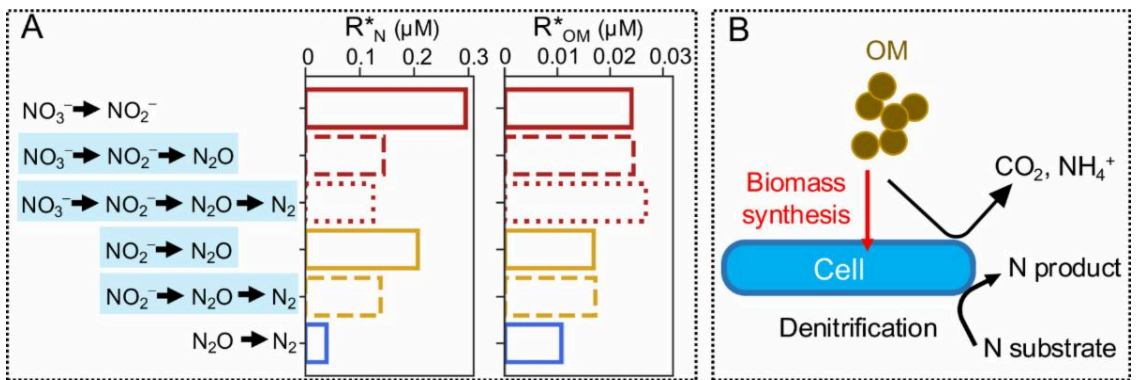 A
R*N (µM)
R*OM (µM)
0 0.1 0.2 0.3
0 0.01 0.03
NO₃⁻ → NO₂⁻
NO₃⁻ → NO₂⁻ → N₂O
NO₃⁻ → NO₂⁻ → N₂O → N₂
NO₂⁻ → N₂O
NO₂⁻ → N₂O → N₂
N₂O → N₂
B
OM
CO₂, NH₄⁺
Biomass
synthesis
Cell
N product
Denitrification
N substrate